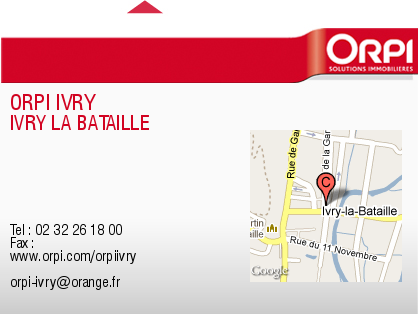 ORPI
SOLUTIONS IMMOBILIÈRES
ORPI IVRY
IVRY LA BATAILLE
Rue de Gar
de la Gar
C
Ivry-la-Bataille
rtin
aille
Rue du 11 Novembre
Google
Tel : 02 32 26 18 00
Fax :
www.orpi.com/orpiivry
orpi-ivry@orange.fr